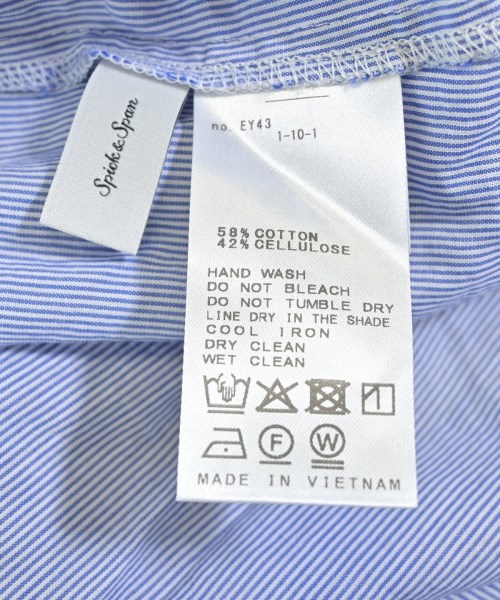 Spick & Span
no. EY43
1-10-1
58% COTTON
42% CELLULOSE
HAND WASH
DO NOT BLEACH
DO NOT TUMBLE DRY
LINE DRY IN THE SHADE
COOL IRON
DRY CLEAN
WET CLEAN
F W
MADE IN VIETNAM